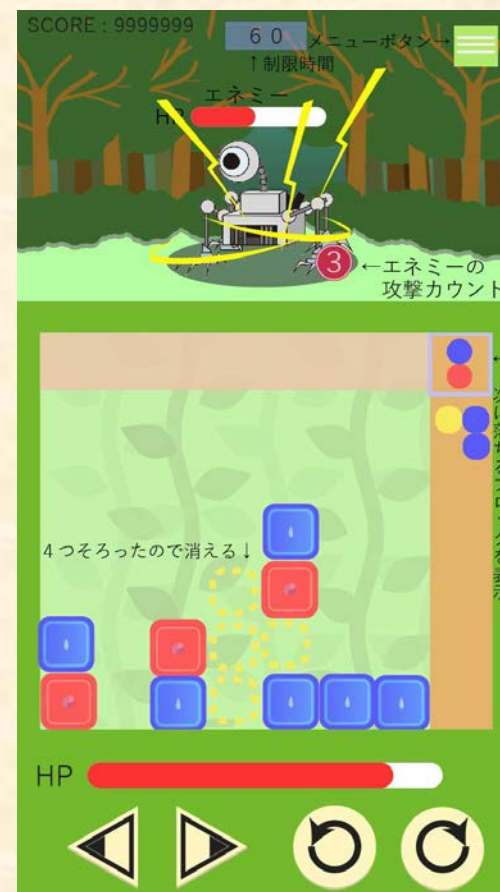 SCORE : 9999999
６０
メニューボタン→
↑制限時間
エネミー
HP
3
←エネミーの
攻撃カウント
←
4つそろったので消える↓
HP